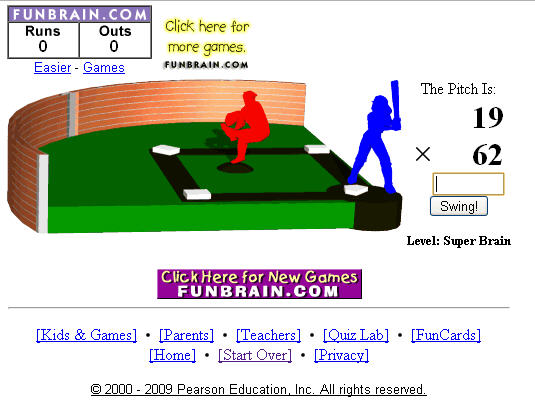 FUNBRAIN.COM
Runs Outs
0 0
Easier - Games
Click here for
more games.
FUNBRAIN.COM
The Pitch Is:
19
× 62
Swing!
Level: Super Brain
Click Here for New Games
FUNBRAIN.COM
[Kids & Games] • [Parents] • [Teachers] • [Quiz Lab] • [FunCards]
[Home] • [Start Over] • [Privacy]
© 2000 - 2009 Pearson Education, Inc. All rights reserved.